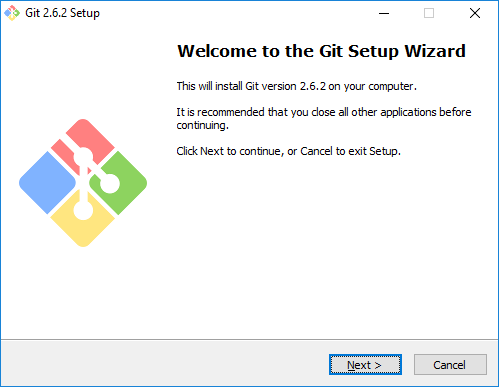 Git 2.6.2 Setup
Welcome to the Git Setup Wizard
This will install Git version 2.6.2 on your computer.
It is recommended that you close all other applications before
continuing.
Click Next to continue, or Cancel to exit Setup.
Next >
Cancel